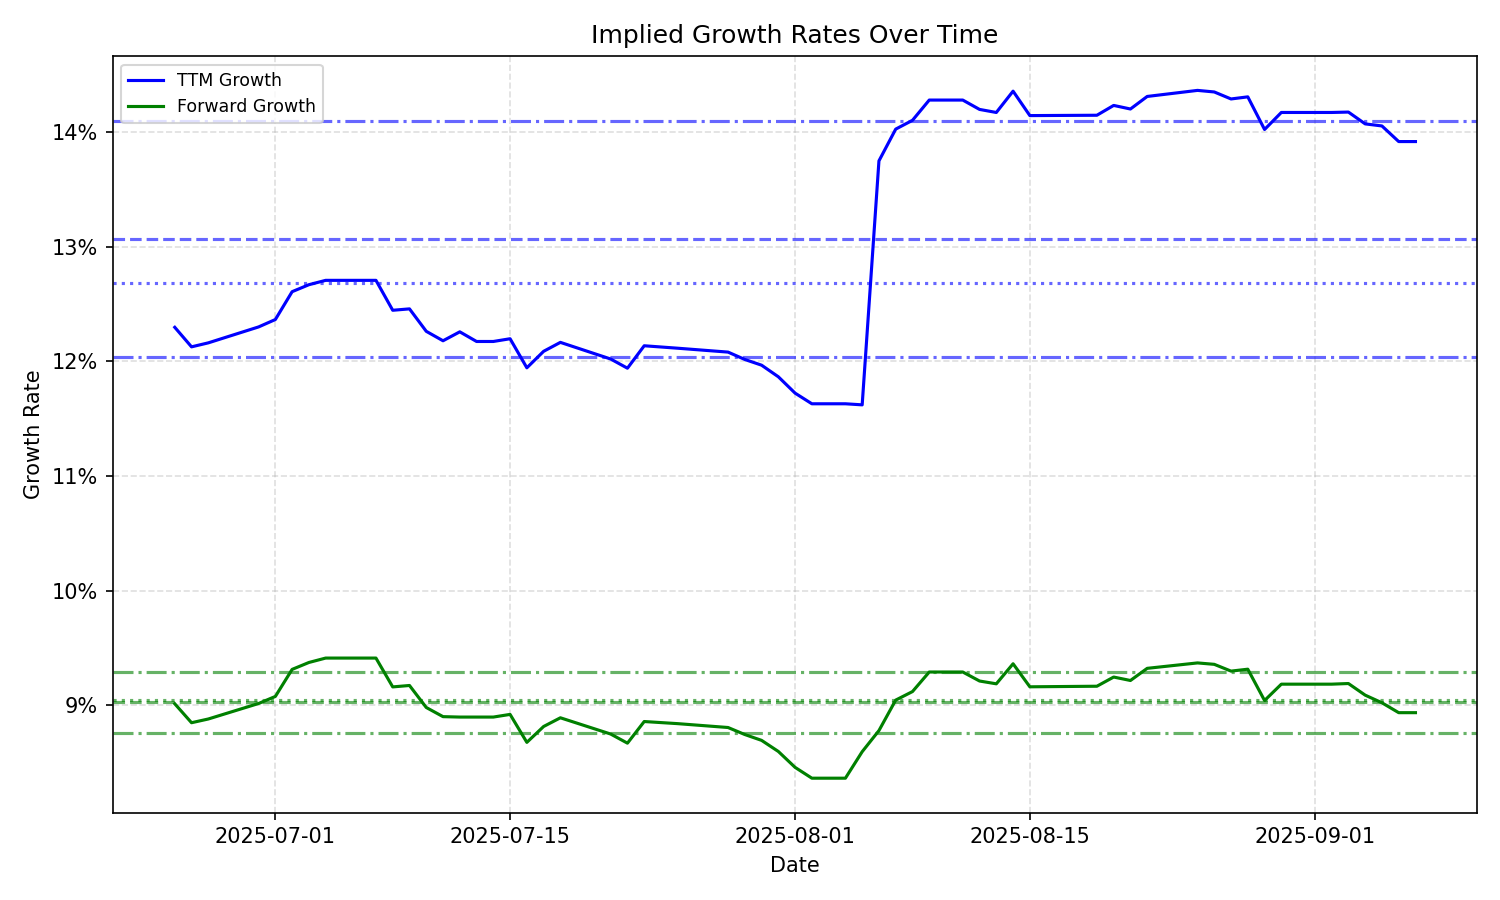 Implied Growth Rates Over Time
TTM Growth
Forward Growth
14%
13%
12%
11%
10%
9%
Growth Rate
2025-07-01
2025-07-15
2025-08-01
2025-08-15
2025-09-01
Date